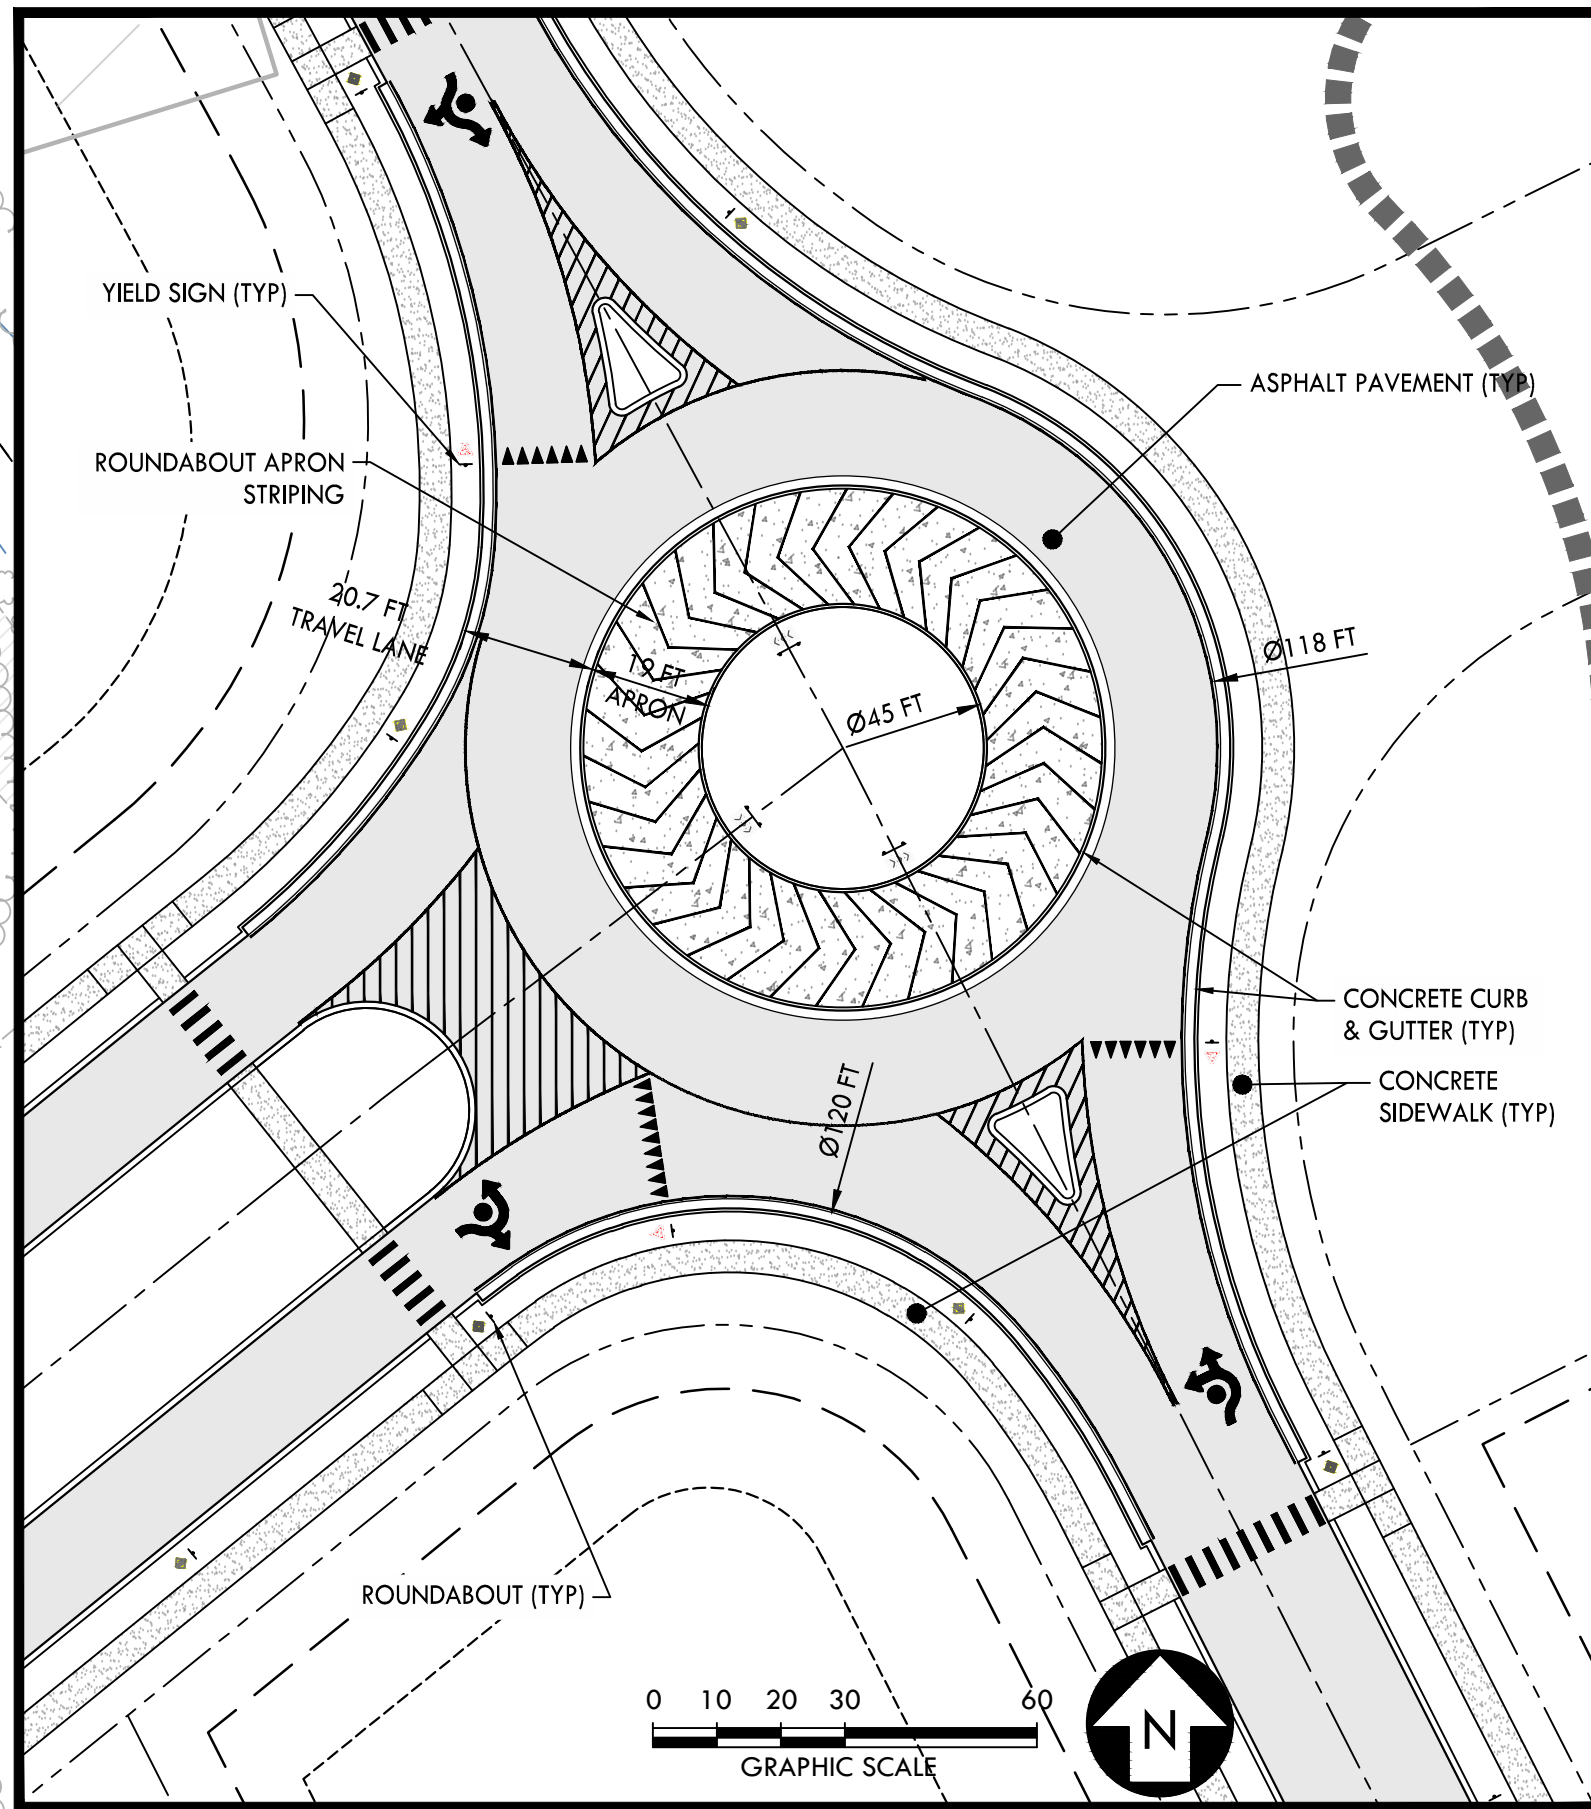 YIELD SIGN (TYP)
ASPHALT PAVEMENT (TYP)
ROUNDABOUT APRON
STRIPING
20.7 FT
TRAVEL LANE
19 FT
APRON
Ø118 FT
Ø45 FT
CONCRETE CURB
& GUTTER (TYP)
CONCRETE
SIDEWALK (TYP)
Ø120 FT
ROUNDABOUT (TYP)
0 10 20 30 60
GRAPHIC SCALE
N